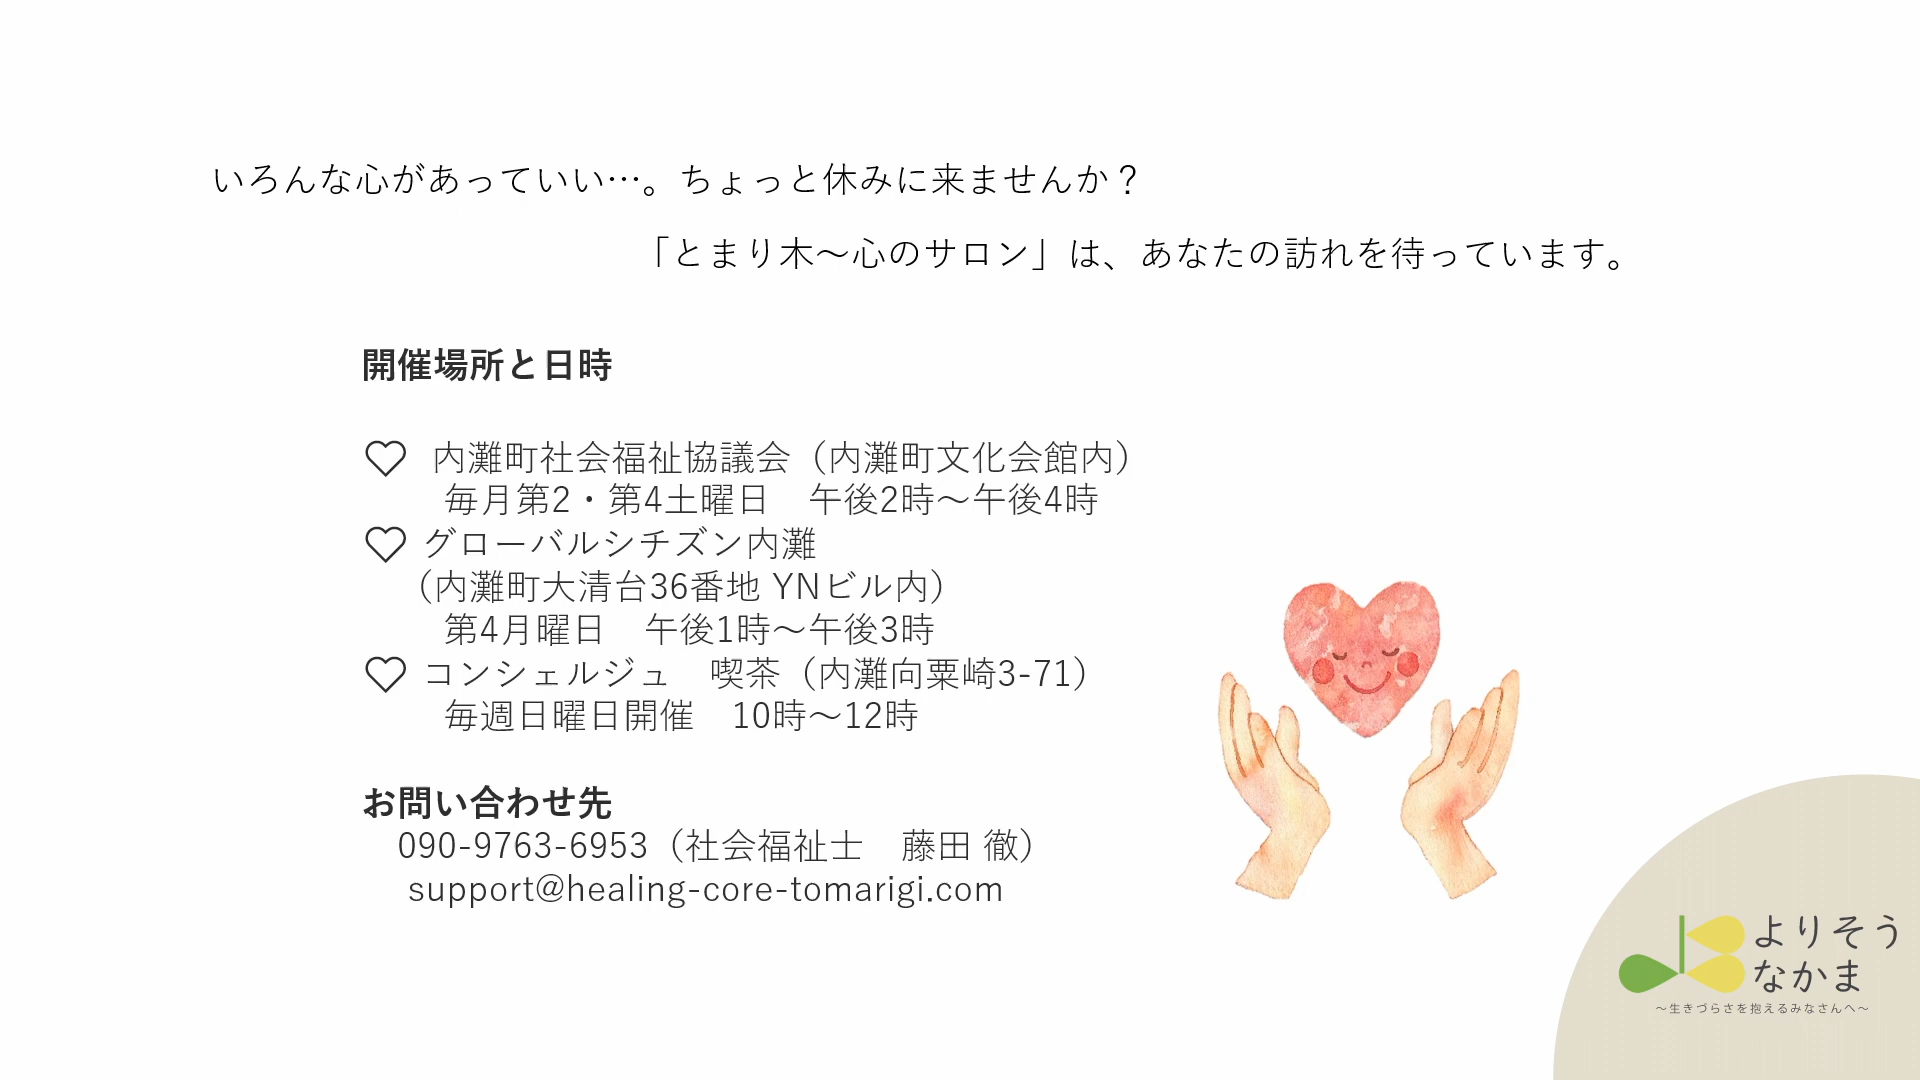 いろんな心があっていい…。ちょっと休みに来ませんか？
「とまり木～心のサロン」は、あなたの訪れを待っています。
開催場所と日時
♡ 内灘町社会福祉協議会（内灘町文化会館内）
毎月第2・第4土曜日　午後2時～午後4時
♡ グローバルシチズン内灘
（内灘町大清台36番地 YNビル内）
第4月曜日　午後1時～午後3時
♡ コンシェルジュ　喫茶（内灘向粟崎3-71）
毎週日曜日開催　10時～12時
お問い合わせ先
090-9763-6953（社会福祉士　藤田 徹）
support@healing-core-tomarigi.com
よりそう
なかま
～生きづらさを抱えるみなさんへ～